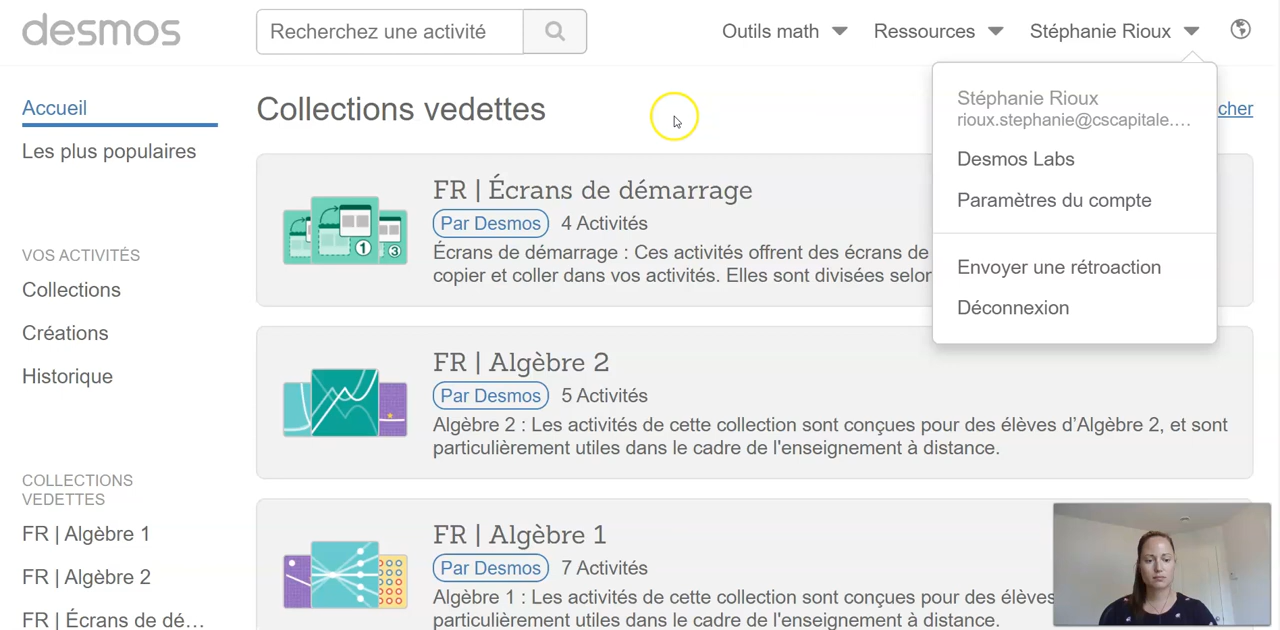 desmos
Recherchez une activité
Outils math
Ressources
Stéphanie Rioux
Stéphanie Rioux
rioux.stephanie@cscapitale....
Desmos Labs
Paramètres du compte
Envoyer une rétroaction
Déconnexion
Accueil
Les plus populaires
VOS ACTIVITÉS
Collections
Créations
Historique
COLLECTIONS
VEDETTES
FR | Algèbre 1
FR | Algèbre 2
FR | Écrans de dé...
Collections vedettes
cher
FR | Écrans de démarrage
Par Desmos 4 Activités
Écrans de démarrage : Ces activités offrent des écrans de
copier et coller dans vos activités. Elles sont divisées selor
1
3
FR | Algèbre 2
Par Desmos 5 Activités
Algèbre 2 : Les activités de cette collection sont conçues pour des élèves d'Algèbre 2, et sont
particulièrement utiles dans le cadre de l'enseignement à distance.
FR | Algèbre 1
Par Desmos 7 Activités
Algèbre 1 : Les activités de cette collection sont conçues pour des élèves
particulièrement utiles dans le cadre de l'enseignement à distance.